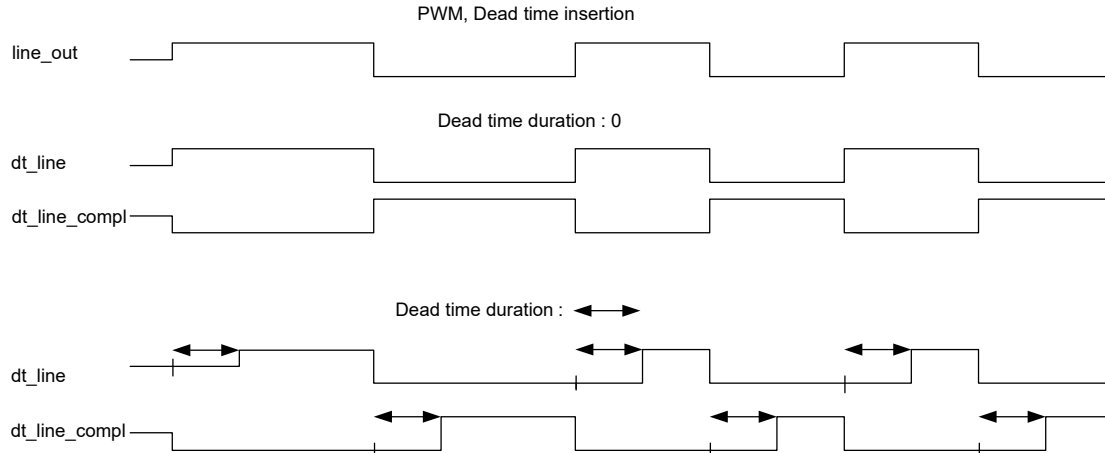 PWM, Dead time insertion
line_out
Dead time duration : 0
dt_line
dt_line_compl
Dead time duration :
dt_line
dt_line_compl